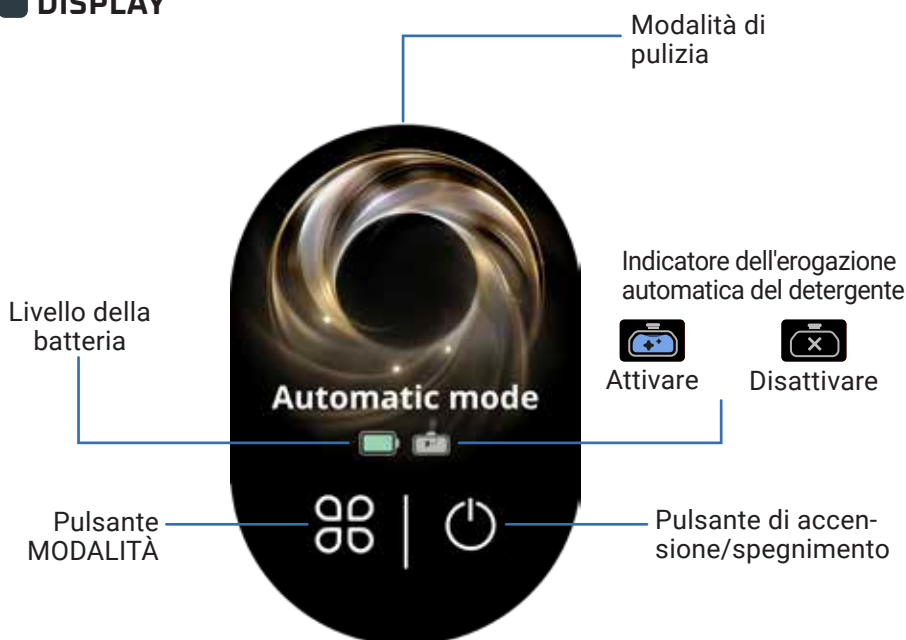 DISPLAY
Modalità di
pulizia
Indicatore dell'erogazione
automatica del detergente
Attivare
Disattivare
Livello della
batteria
Automatic mode
Pulsante
MODALITÀ
Pulsante di accen-
sione/spegnimento